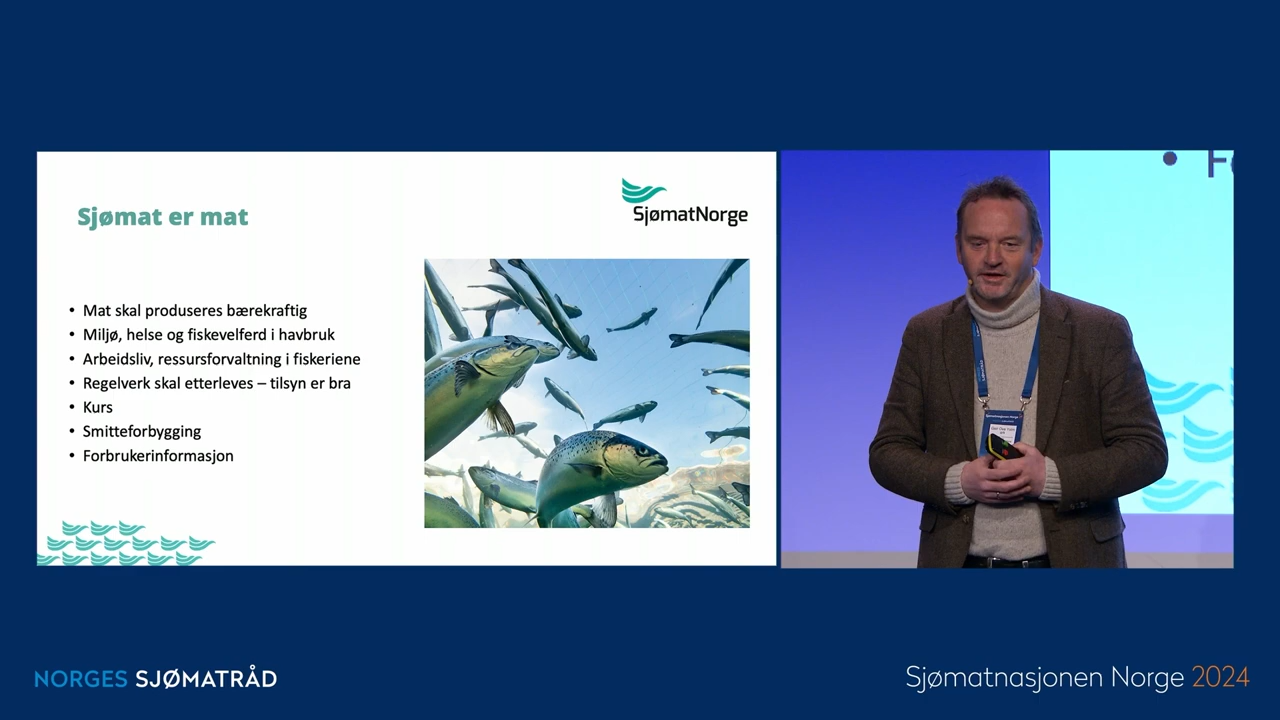 Sjømat er mat
SjømatNorge
• Mat skal produseres bærekraftig
• Miljø, helse og fiskevelferd i havbruk
• Arbeidsliv, ressursforvaltning i fiskeriene
• Regelverk skal etterleves – tilsyn er bra
• Kurs
• Smitteforbygging
• Forbrukerinformasjon
NORGES SJØMATRÅD
Sjømatnasjonen Norge 2024